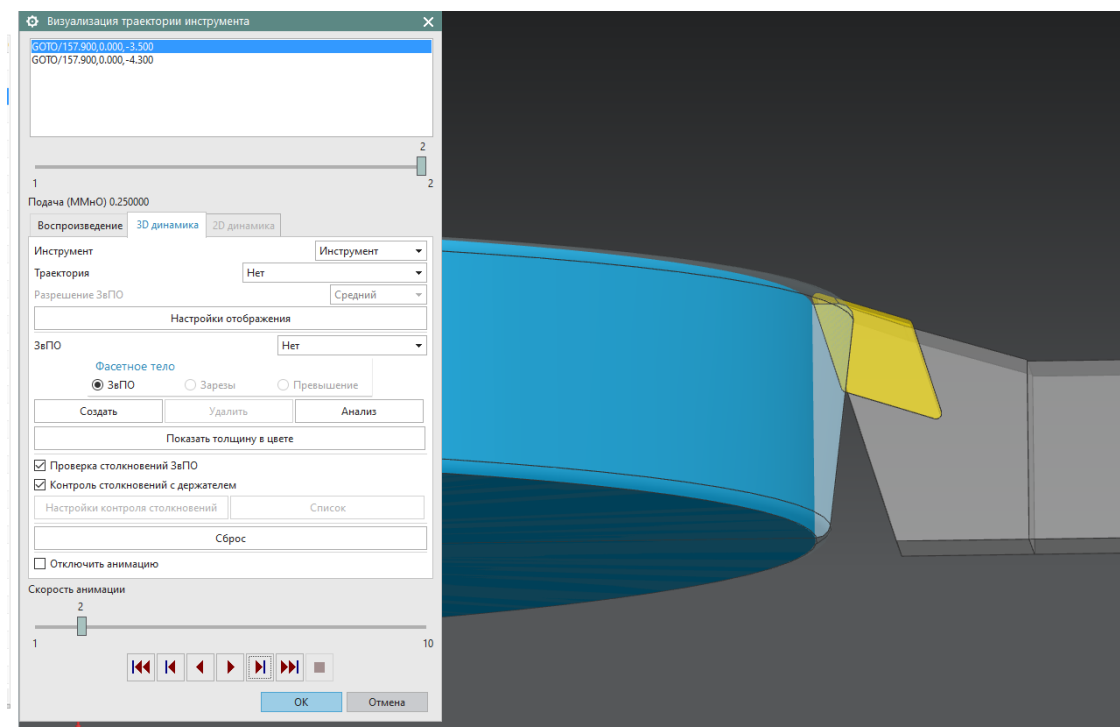 Визуализация траектории инструмента
GOTO/157.900,0.000,-3.500
GOTO/157.900,0.000,-4.300
2
1
2
Подача (ММнО) 0.250000
Воспроизведение 3D динамика 2D динамика
Инструмент Инструмент
Траектория Нет
Разрешение ЗвПО Средний
Настройки отображения
ЗвПО Нет
Фасетное тело
ЗвПО Зарезы Превышение
Создать Удалить Анализ
Показать толщину в цвете
Проверка столкновений ЗвПО
Контроль столкновений с держателем
Настройки контроля столкновений Список
Сброс
Отключить анимацию
Скорость анимации
2
1 10
OK Отмена